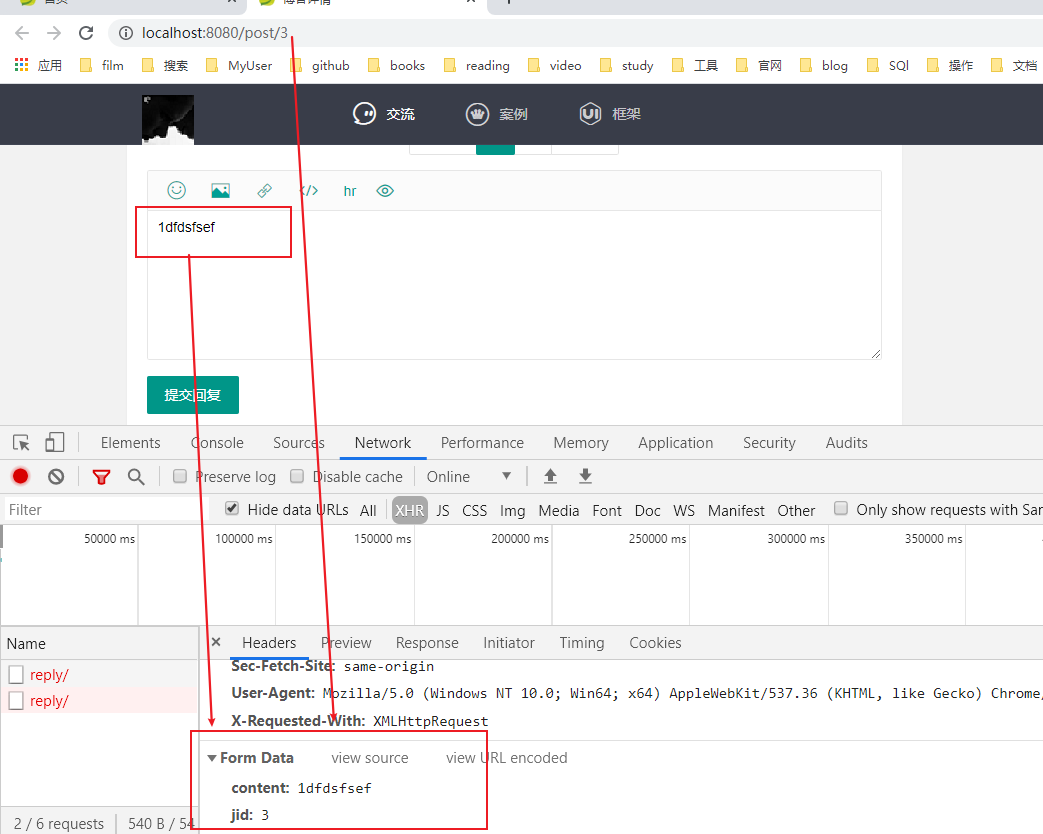 首页 × 博客详情 × +
localhost:8080/post/3
应用 film 搜索 MyUser github books reading video study 工具 官网 blog SQl 操作 文档
交流 案例 框架
</> hr
1dfdsfsef
提交回复
Elements Console Sources Network Performance Memory Application Security Audits
Preserve log Disable cache Online
Filter Hide data URLs All XHR JS CSS Img Media Font Doc WS Manifest Other Only show requests with Sam
50000 ms 100000 ms 150000 ms 200000 ms 250000 ms 300000 ms 350000 ms
Name × Headers Preview Response Initiator Timing Cookies
reply/
reply/
Sec-Fetch-Site: same-origin
User-Agent: Mozilla/5.0 (Windows NT 10.0; Win64; x64) AppleWebKit/537.36 (KHTML, like Gecko) Chrome/
X-Requested-With: XMLHttpRequest
Form Data view source view URL encoded
content: 1dfdsfsef
jid: 3
2 / 6 requests 540 B / 54